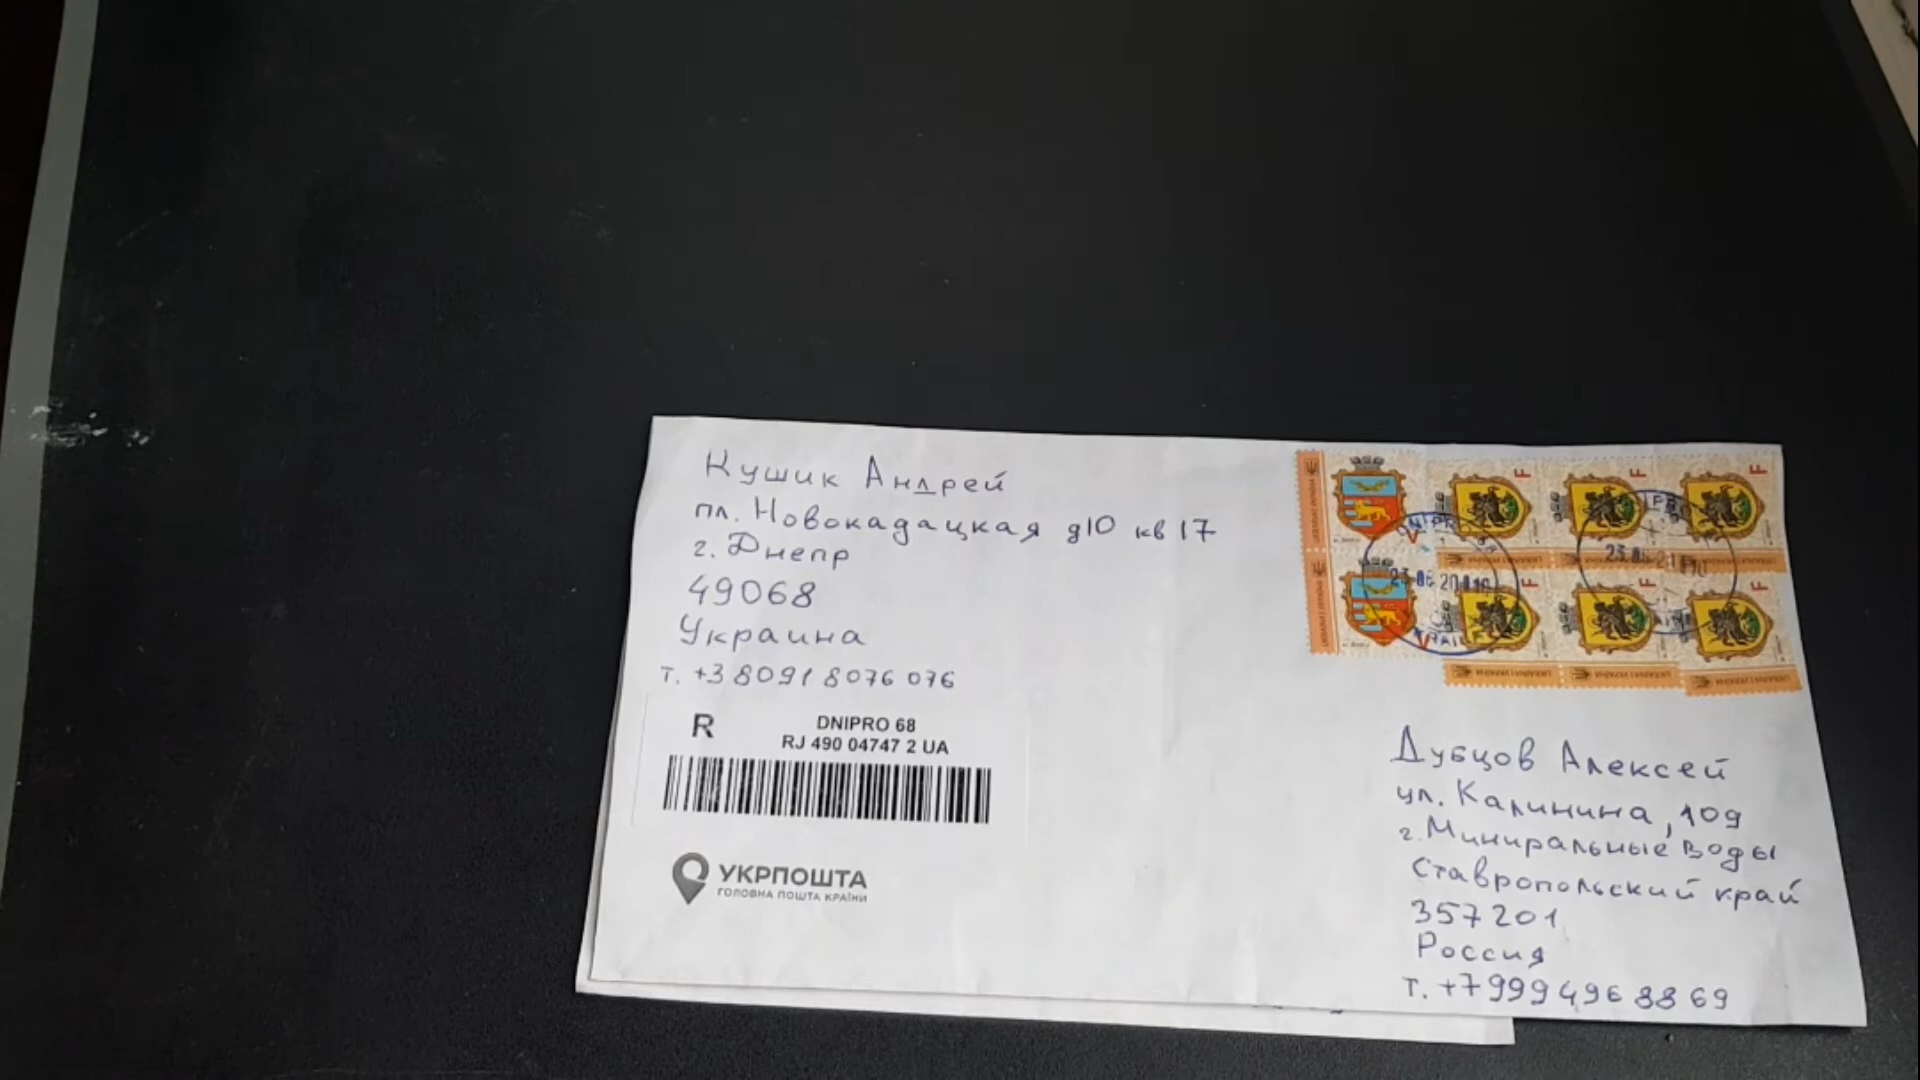 Кушик Андрей
пл. Новокадацкая д10 кв 17
г. Днепр
49068
Украина
т. +38091 8076 076
R
DNIPRO 68
RJ 490 04747 2 UA
УКРПОШТА
ГОЛОВНА ПОШТА КРАЇНИ
V
F
F
F
V
F
F
F
Дубцов Алексей
ул. Калинина, 109
г. Миниральные Воды
Ставропольский край
357201
Россия
т. +7999 496 88 69